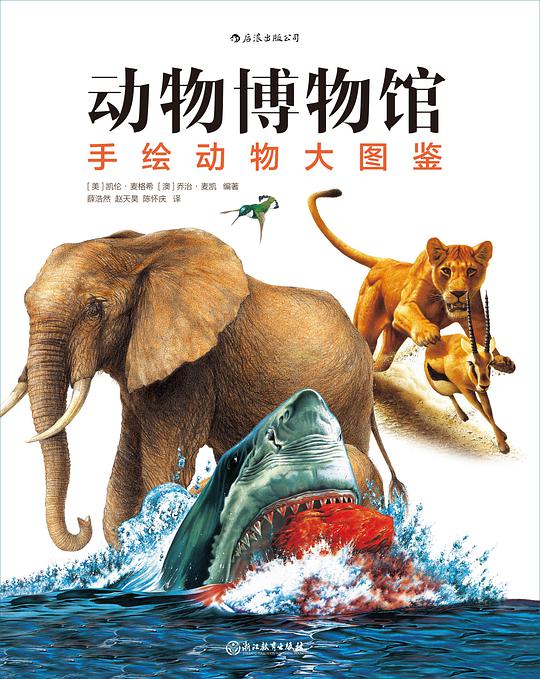 后浪出版公司
动物博物馆
手绘动物大图鉴
[美]凯伦·麦格希 [澳]乔治·麦凯 编著
薛浩然 赵天昊 陈怀庆 译
浙江教育出版社